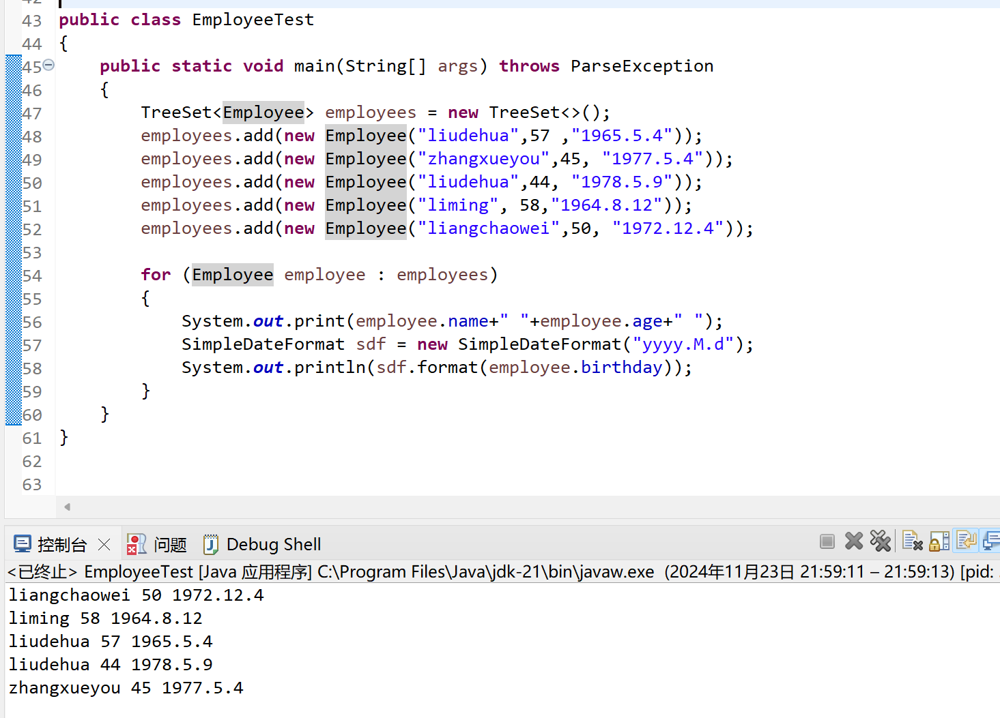 42
43 public class EmployeeTest
44 {
45 public static void main(String[] args) throws ParseException
46 {
47 TreeSet<Employee> employees = new TreeSet<>();
48 employees.add(new Employee("liudehua",57 ,"1965.5.4"));
49 employees.add(new Employee("zhangxueyou",45, "1977.5.4"));
50 employees.add(new Employee("liudehua",44, "1978.5.9"));
51 employees.add(new Employee("liming", 58,"1964.8.12"));
52 employees.add(new Employee("liangchaowei",50, "1972.12.4"));
53
54 for (Employee employee : employees)
55 {
56 System.out.print(employee.name+" "+employee.age+" ");
57 SimpleDateFormat sdf = new SimpleDateFormat("yyyy.M.d");
58 System.out.println(sdf.format(employee.birthday));
59 }
60 }
61 }
62
63
控制台 问题 Debug Shell
<已终止> EmployeeTest [Java 应用程序] C:\Program Files\Java\jdk-21\bin\javaw.exe (2024年11月23日 21:59:11 – 21:59:13) [pid:
liangchaowei 50 1972.12.4
liming 58 1964.8.12
liudehua 57 1965.5.4
liudehua 44 1978.5.9
zhangxueyou 45 1977.5.4